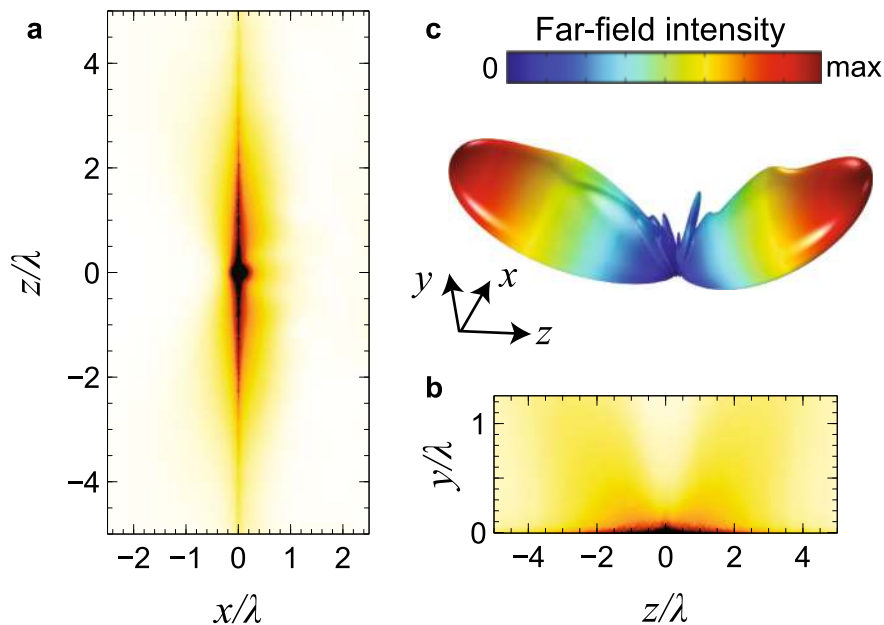 a
4
2
0
−2
−4
z/λ
−2 0 1 2
x/λ
c
Far-field intensity
0 max
y x
z
b
1
0
y/λ
−4 −2 0 2 4
z/λ